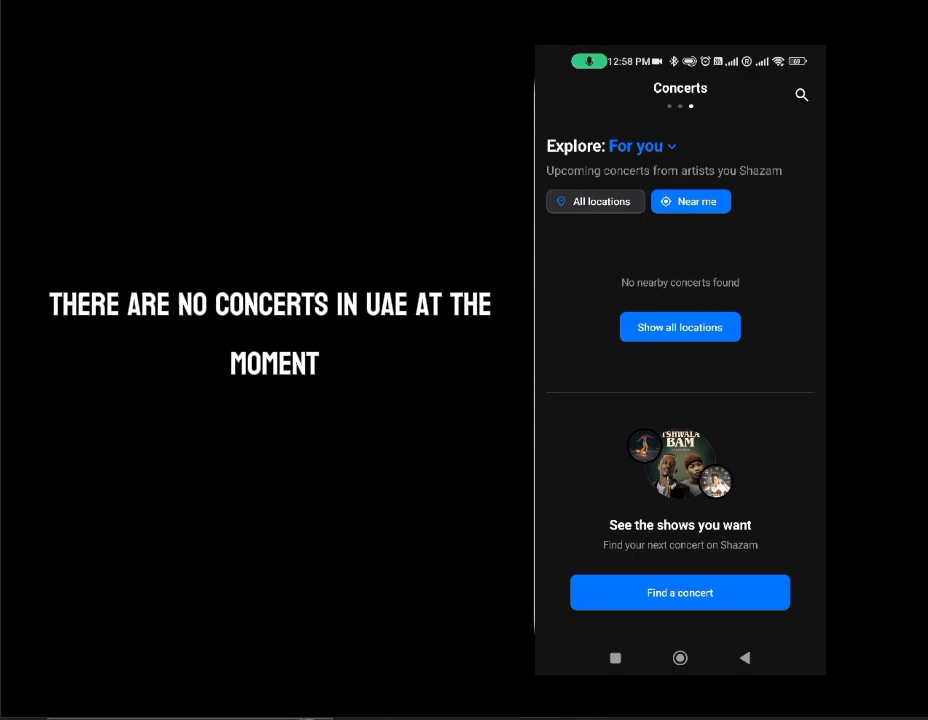 THERE ARE NO CONCERTS IN UAE AT THE
MOMENT
12:58 PM
Concerts
Explore: For you
Upcoming concerts from artists you Shazam
All locations
Near me
No nearby concerts found
Show all locations
TSHWALA
BAM
See the shows you want
Find your next concert on Shazam
Find a concert